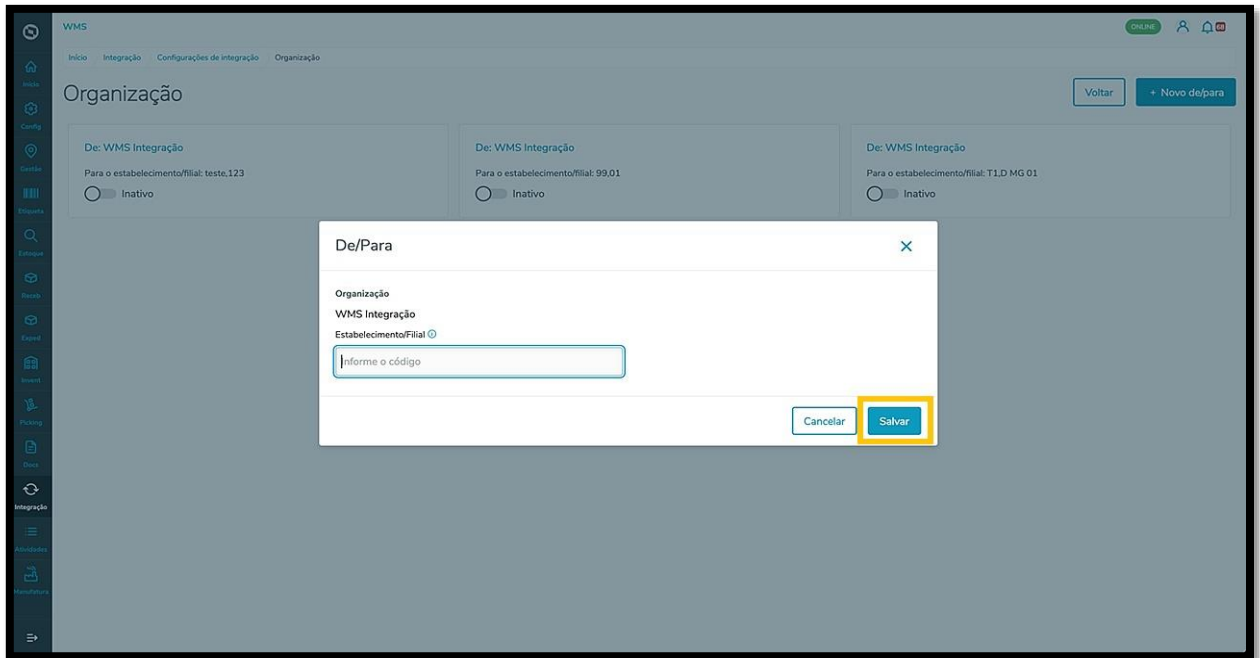 WMS
ONLINE
68
Início Integração Configurações de integração Organização
Organização
Voltar
+ Novo de/para
De: WMS Integração
Para o estabelecimento/filial: teste,123
Inativo
De: WMS Integração
Para o estabelecimento/filial: 99,01
Inativo
De: WMS Integração
Para o estabelecimento/filial: T1,D MG 01
Inativo
De/Para
Organização
WMS Integração
Estabelecimento/Filial
Informe o código
Cancelar
Salvar
Início
Config
Gestão
Etiqueta
Estoque
Receb
Exped
Invent
Picking
Docs
Integração
Atividades
Manufatura